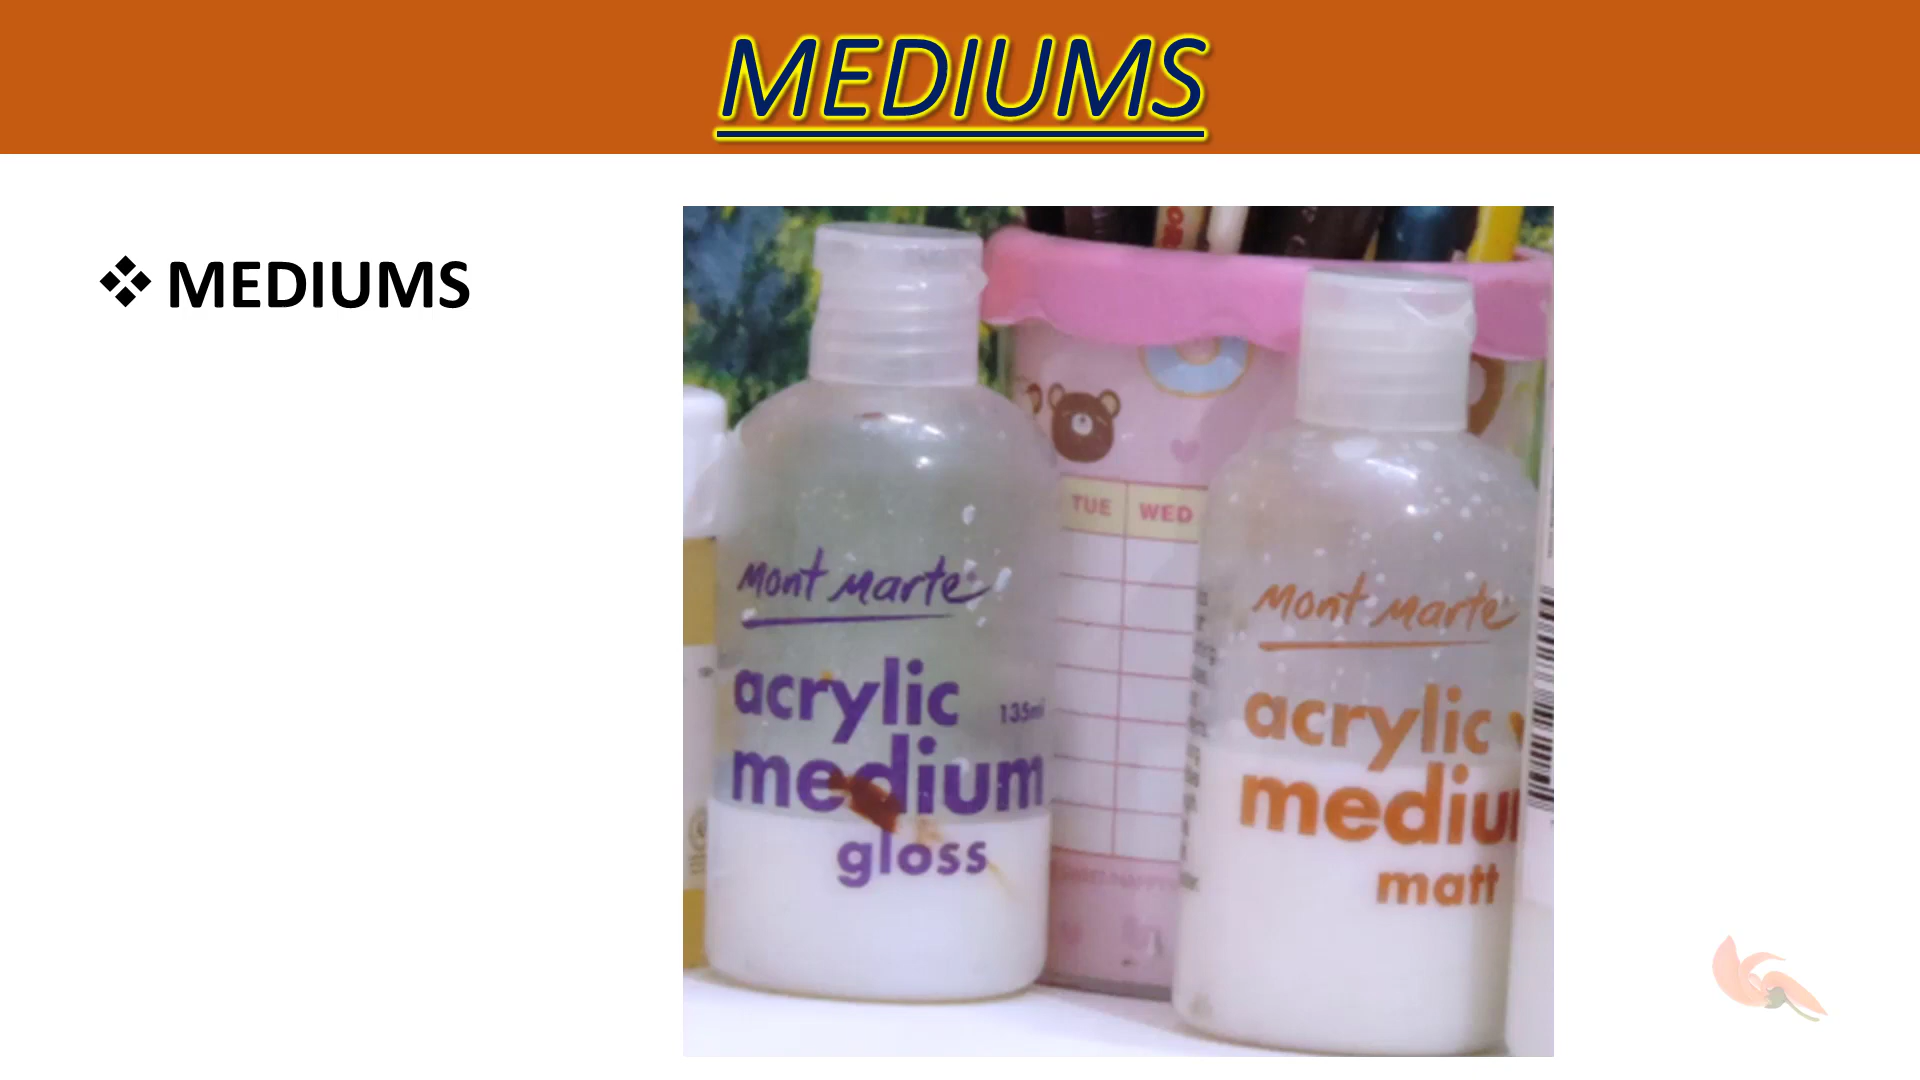 MEDIUMS
MEDIUMS
TUE WED
Mont Marte
acrylic 135ml
medium
gloss
Mont Marte
acrylic
mediu
matt